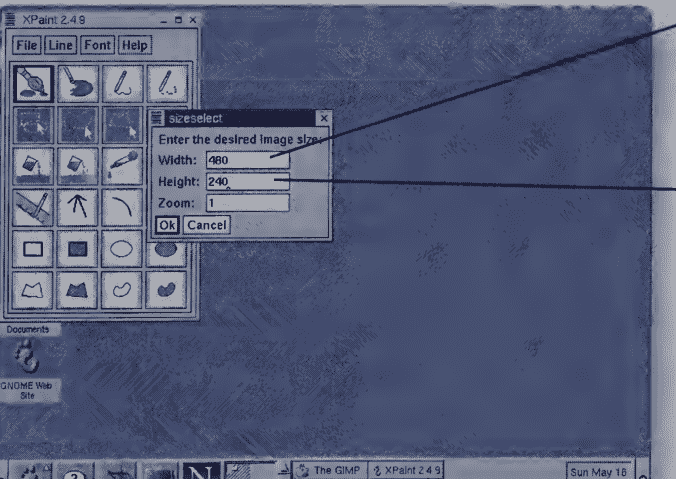 XPaint 2.4.9
File Line Font Help
sizeselect
Enter the desired image size.
Width: 480
Height: 240
Zoom: 1
Ok Cancel
Documents
GNOME Web
Site
N
The GIMP XPaint 2.4.9
Sun May 16